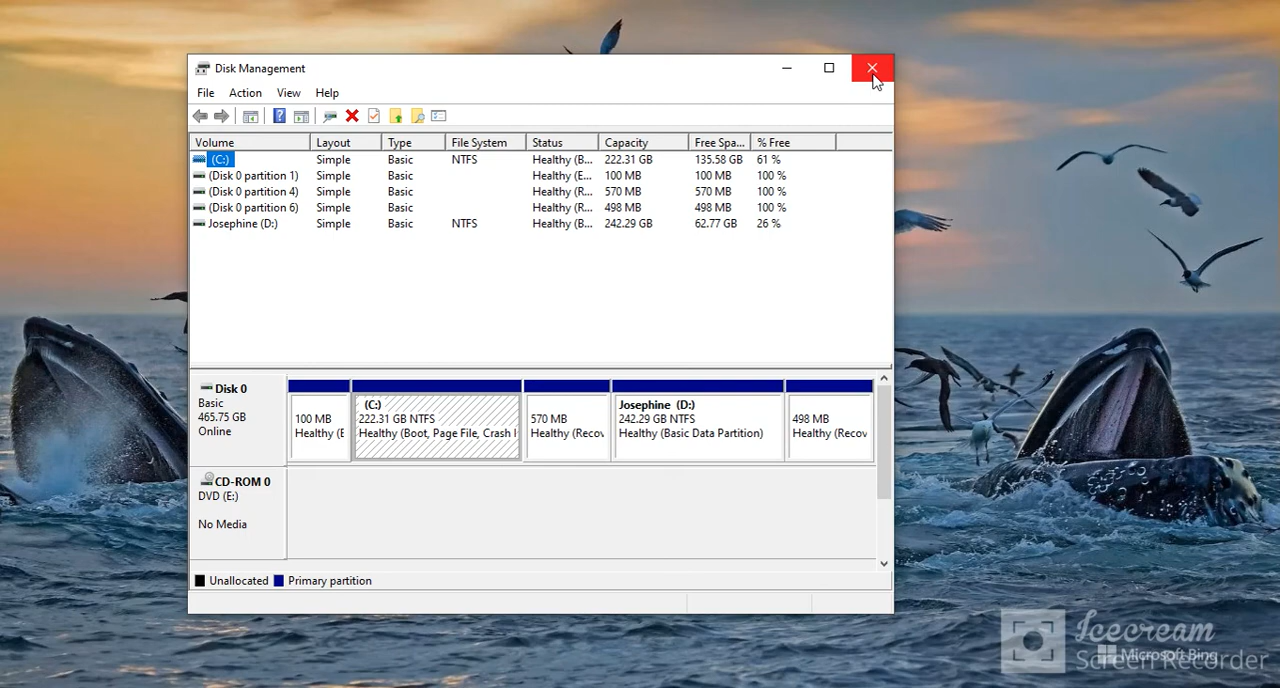 Disk Management
File Action View Help
Volume Layout Type File System Status Capacity Free Spa... % Free
(C:) Simple Basic NTFS Healthy (B... 222.31 GB 135.58 GB 61 %
(Disk 0 partition 1) Simple Basic Healthy (E... 100 MB 100 MB 100 %
(Disk 0 partition 4) Simple Basic Healthy (R... 570 MB 570 MB 100 %
(Disk 0 partition 6) Simple Basic Healthy (R... 498 MB 498 MB 100 %
Josephine (D:) Simple Basic NTFS Healthy (B... 242.29 GB 62.77 GB 26 %
Disk 0
Basic
465.75 GB
Online
100 MB
Healthy (E
(C:)
222.31 GB NTFS
Healthy (Boot, Page File, Crash
570 MB
Healthy (Recov
Josephine (D:)
242.29 GB NTFS
Healthy (Basic Data Partition)
498 MB
Healthy (Recov
CD-ROM 0
DVD (E:)
No Media
Unallocated Primary partition
Icecream
Screen Recorder
Microsoft Bing